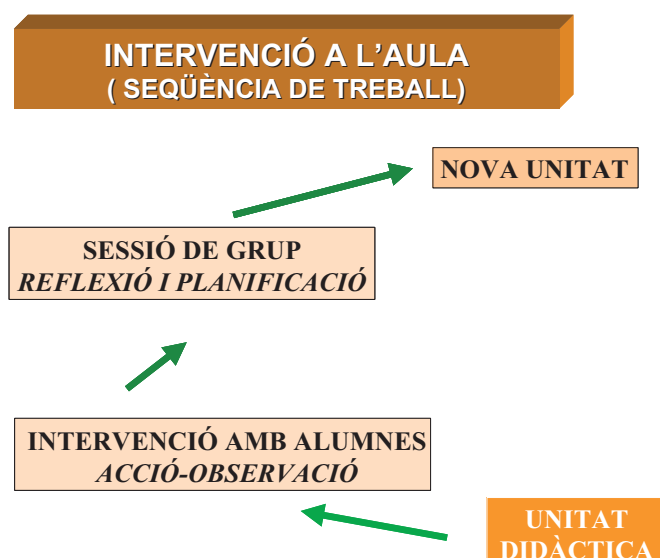 INTERVENCIÓ A L’AULA
( SEQÜÈNCIA DE TREBALL)
NOVA UNITAT
SESSIÓ DE GRUP
REFLEXIÓ I PLANIFICACIÓ
INTERVENCIÓ AMB ALUMNES
ACCIÓ-OBSERVACIÓ
UNITAT
DIDÀCTICA